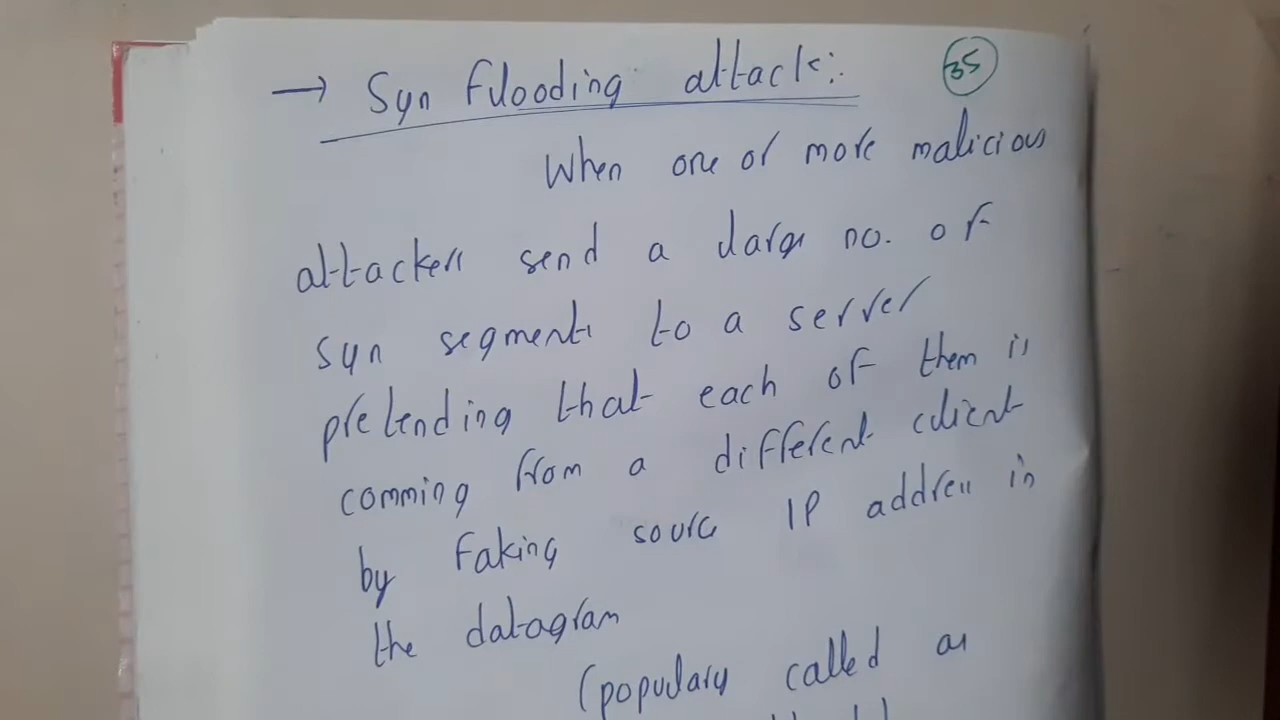 → Syn flooding attack:. 35
When one or more malicious
attackers send a large no. of
syn segments to a server
pretending that each of them is
comming from a different client
by faking source IP address in
the datagram
(populary called as